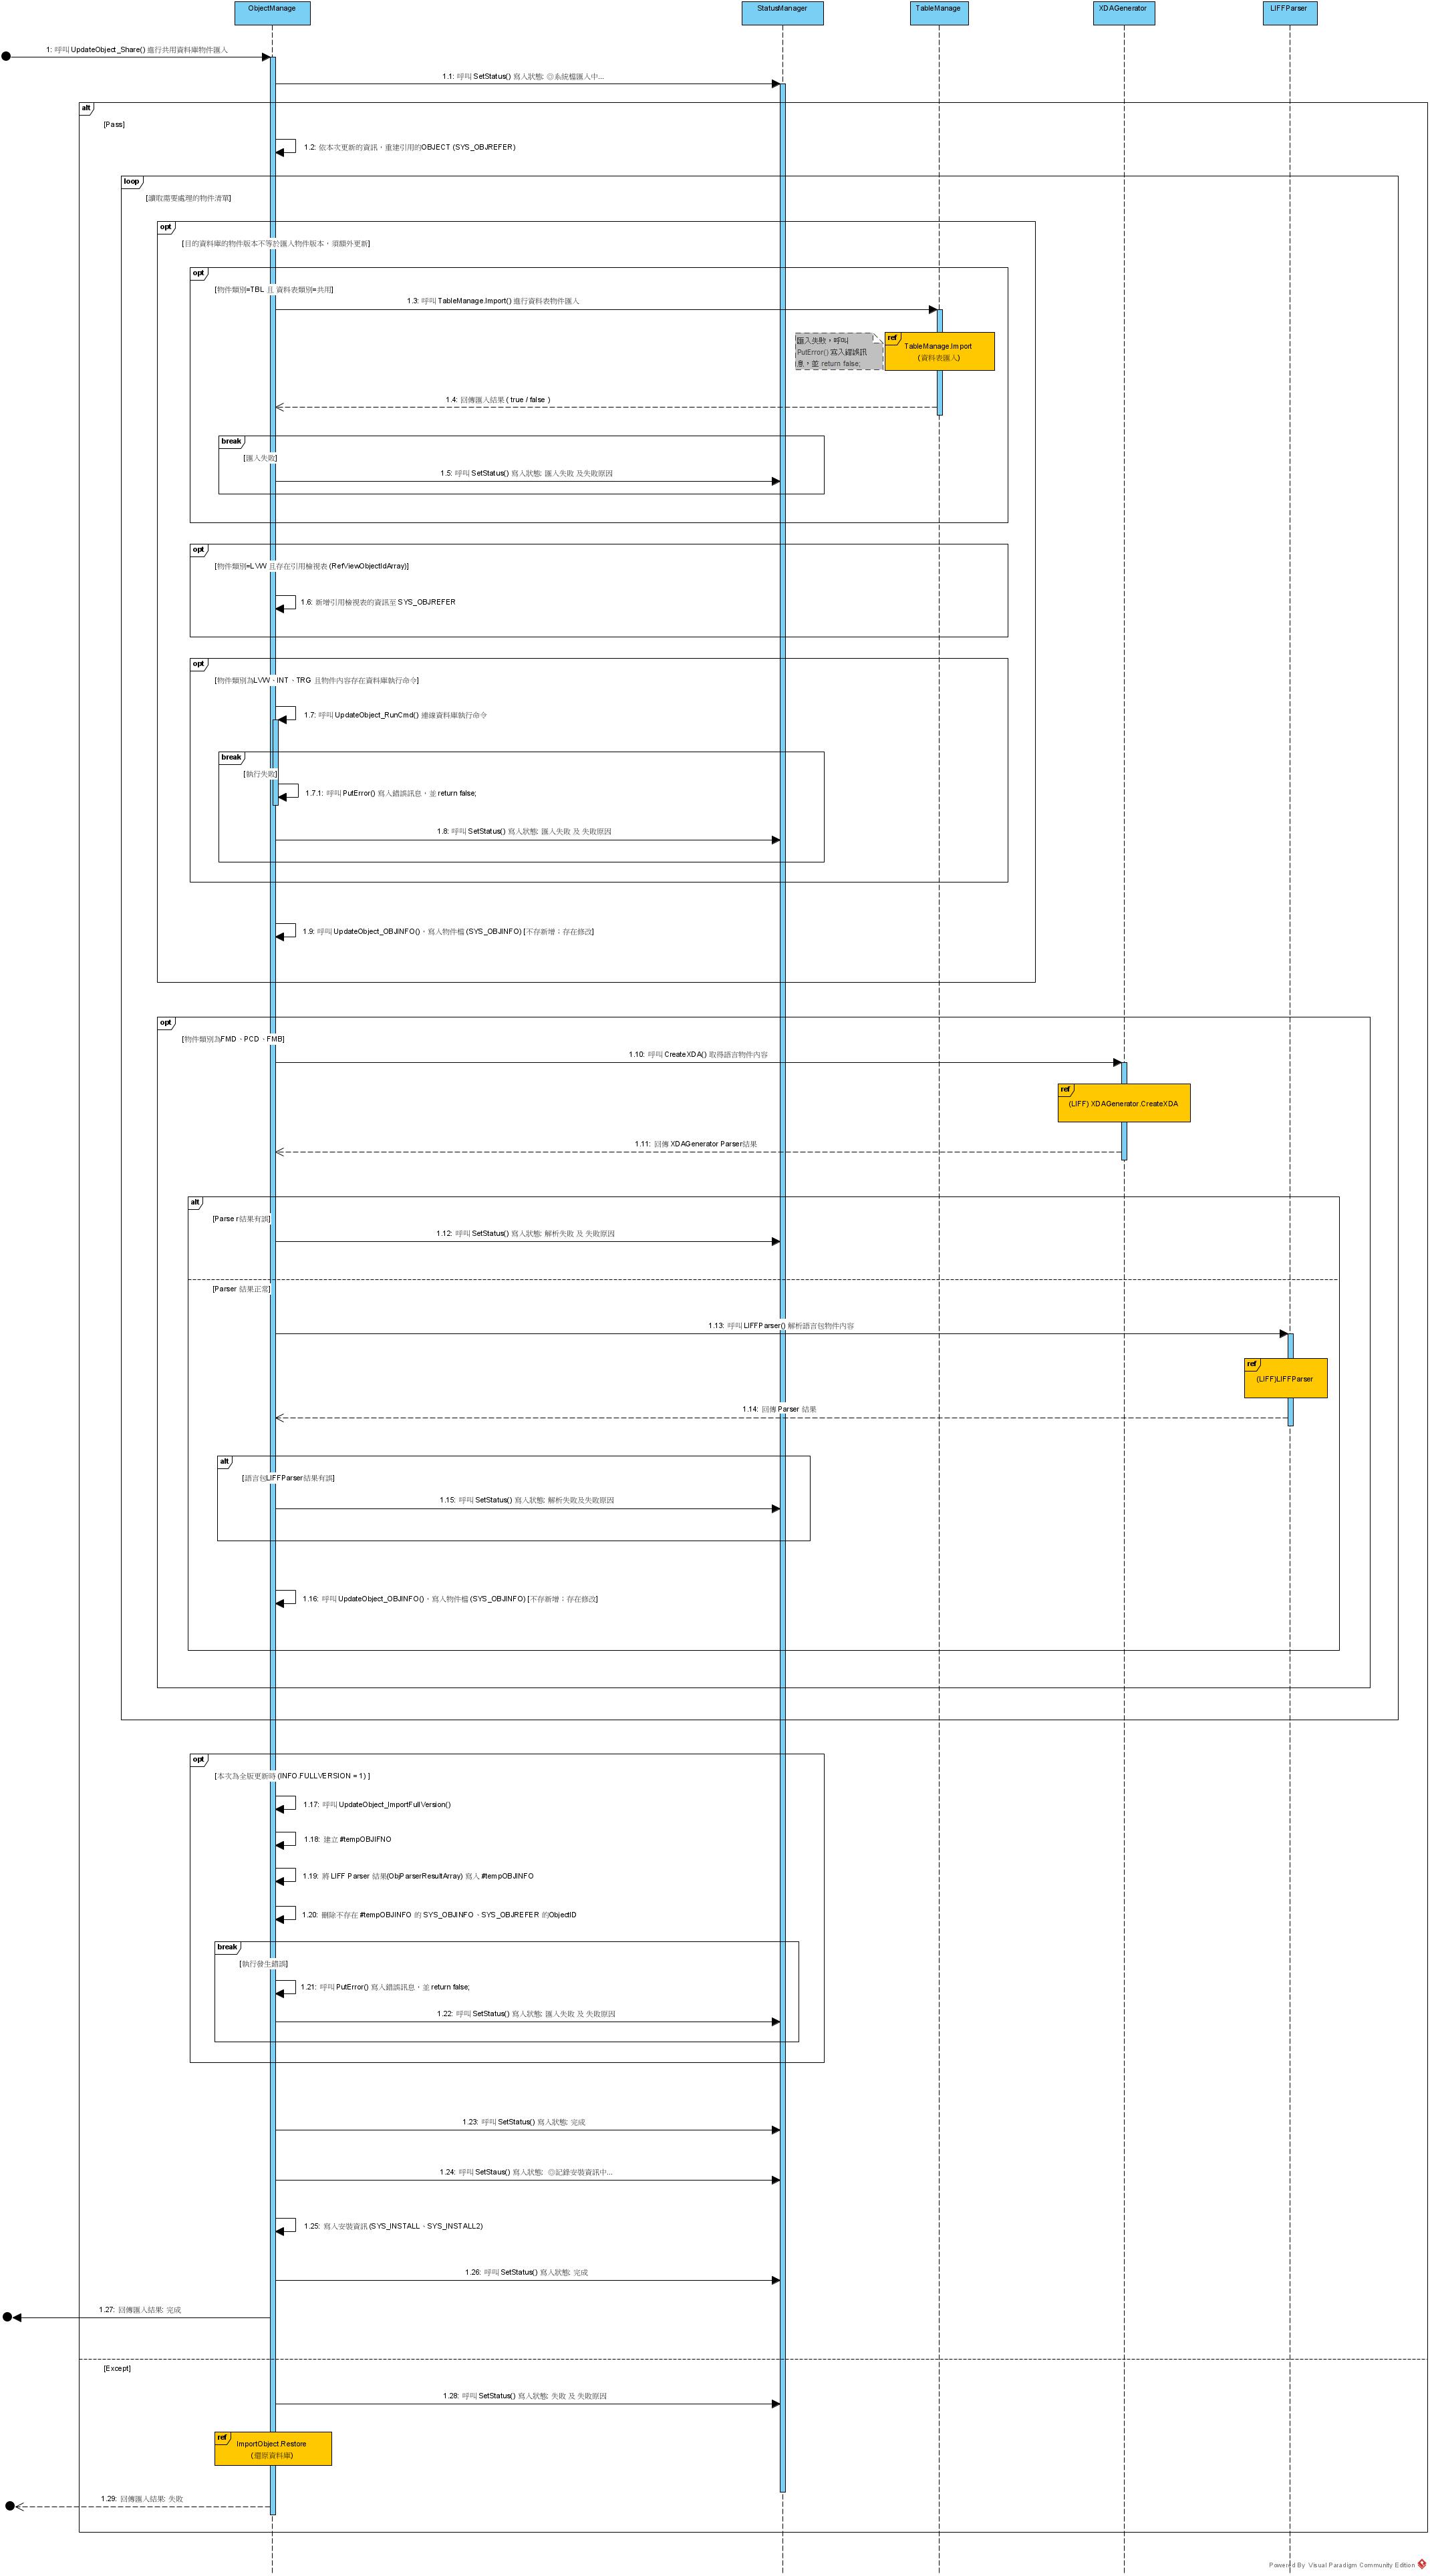 ObjectManage
StatusManager
TableManage
XDAGenerator
LIFFParser
1: 呼叫 UpdateObject_Share() 進行共用資料庫物件匯入
1.1: 呼叫 SetStatus() 寫入狀態: ◎系統檔匯入中...
alt
[Pass]
1.2: 依本次更新的資訊，重建引用的OBJECT (SYS_OBJREFER)
loop
[讀取需要處理的物件清單]
opt
[目的資料庫的物件版本不等於匯入物件版本，須額外更新]
opt
[物件類別=TBL 且 資料表類別=共用]
1.3: 呼叫 TableManage.Import() 進行資料表物件匯入
匯入失敗，呼叫
PutError() 寫入錯誤訊
息，並 return false;
ref
TableManage.Import
(資料表匯入)
1.4: 回傳匯入結果 ( true / false )
break
[匯入失敗]
1.5: 呼叫 SetStatus() 寫入狀態: 匯入失敗 及失敗原因
opt
[物件類別=LVW 且存在引用檢視表 (RefViewObjectIdArray)]
1.6: 新增引用檢視表的資訊至 SYS_OBJREFER
opt
[物件類別為LVW、INT、TRG 且物件內容存在資料庫執行命令]
1.7: 呼叫 UpdateObject_RunCmd() 連線資料庫執行命令
break
[執行失敗]
1.7.1: 呼叫 PutError() 寫入錯誤訊息，並 return false;
1.8: 呼叫 SetStatus() 寫入狀態: 匯入失敗 及 失敗原因
1.9: 呼叫 UpdateObject_OBJINFO()，寫入物件檔 (SYS_OBJINFO) [不存新增；存在修改]
opt
[物件類別為FMD、PCD、FMB]
1.10: 呼叫 CreateXDA() 取得語言物件內容
ref
(LIFF) XDAGenerator.CreateXDA
1.11: 回傳 XDAGenerator Parser結果
alt
[Parse r結果有誤]
1.12: 呼叫 SetStatus() 寫入狀態: 解析失敗 及 失敗原因
[Parser 結果正常]
1.13: 呼叫 LIFFParser() 解析語言包物件內容
ref
(LIFF)LIFFParser
1.14: 回傳 Parser 結果
alt
[語言包LIFFParser結果有誤]
1.15: 呼叫 SetStatus() 寫入狀態: 解析失敗及失敗原因
1.16: 呼叫 UpdateObject_OBJINFO()，寫入物件檔 (SYS_OBJINFO) [不存新增；存在修改]
opt
[本次為全版更新時 (INFO.FULLVERSION = 1) ]
1.17: 呼叫 UpdateObject_ImportFullVersion()
1.18: 建立 #tempOBJIFNO
1.19: 將 LIFF Parser 結果(ObjParserResultArray) 寫入 #tempOBJINFO
1.20: 刪除不存在 #tempOBJINFO 的 SYS_OBJINFO、SYS_OBJREFER 的ObjectID
break
[執行發生錯誤]
1.21: 呼叫 PutError() 寫入錯誤訊息，並 return false;
1.22: 呼叫 SetStatus() 寫入狀態: 匯入失敗 及 失敗原因
1.23: 呼叫 SetStatus() 寫入狀態: 完成
1.24: 呼叫 SetStaus() 寫入狀態: ◎記錄安裝資訊中...
1.25: 寫入安裝資訊 (SYS_INSTALL、SYS_INSTALL2)
1.26: 呼叫 SetStatus() 寫入狀態: 完成
1.27: 回傳匯入結果: 完成
[Except]
1.28: 呼叫 SetStatus() 寫入狀態: 失敗 及 失敗原因
ref
ImportObject.Restore
(還原資料庫)
1.29: 回傳匯入結果: 失敗
Powered By Visual Paradigm Community Edition